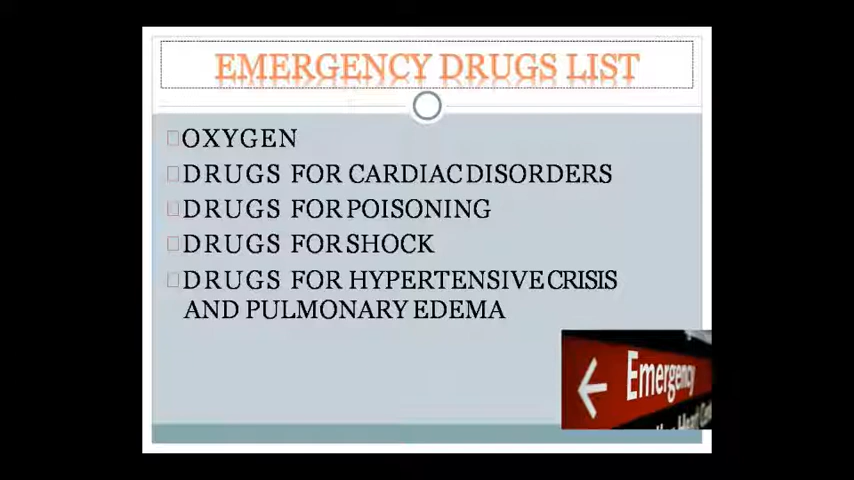 EMERGENCY DRUGS LIST
OXYGEN
DRUGS FOR CARDIAC DISORDERS
DRUGS FOR POISONING
DRUGS FOR SHOCK
DRUGS FOR HYPERTENSIVE CRISIS
AND PULMONARY EDEMA
Emergency